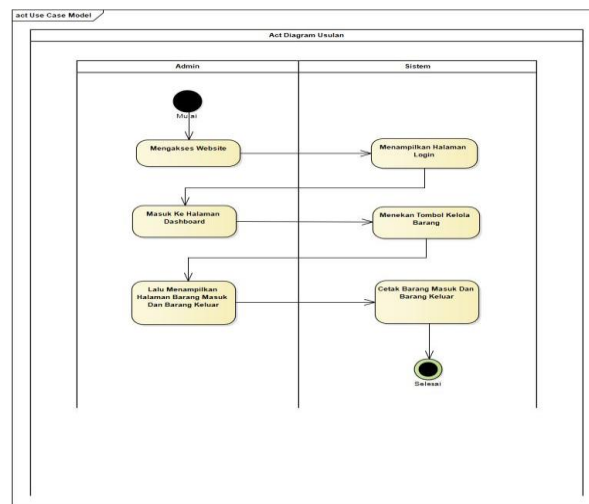 act Use Case Model
Act Diagram Usulan
Admin
Sistem
Mulai
Mengakses Website
Menampilkan Halaman
Login
Masuk Ke Halaman
Dashboard
Menekan Tombol Kelola
Barang
Lalu Menampilkan
Halaman Barang Masuk
Dan Barang Keluar
Cetak Barang Masuk Dan
Barang Keluar
Selesai